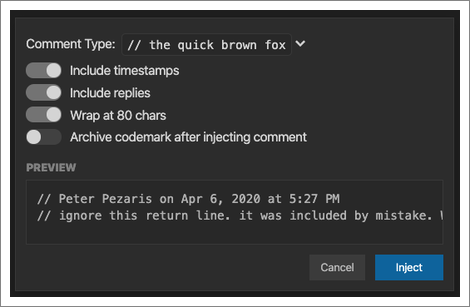 Comment Type: // the quick brown fox
Include timestamps
Include replies
Wrap at 80 chars
Archive codemark after injecting comment
PREVIEW
// Peter Pezaris on Apr 6, 2020 at 5:27 PM
// ignore this return line. it was included by mistake.
Cancel Inject